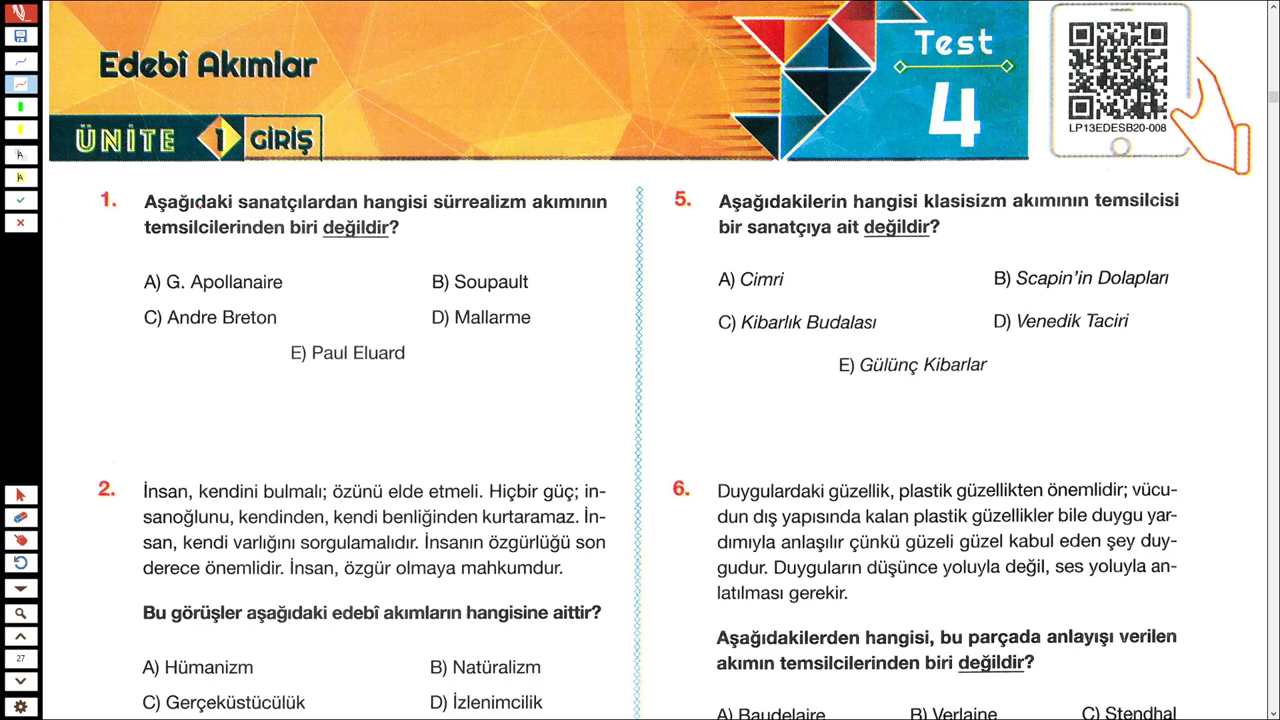 Edebî Akımlar
ÜNİTE 1 GİRİŞ
Test
4
LP13EDESB20-008
1. Aşağıdaki sanatçılardan hangisi sürrealizm akımının
temsilcilerinden biri değildir?
A) G. Apollanaire B) Soupault
C) Andre Breton D) Mallarme
E) Paul Eluard
2. İnsan, kendini bulmalı; özünü elde etmeli. Hiçbir güç; in-
sanoğlunu, kendinden, kendi benliğinden kurtaramaz. İn-
san, kendi varlığını sorgulamalıdır. İnsanın özgürlüğü son
derece önemlidir. İnsan, özgür olmaya mahkumdur.
Bu görüşler aşağıdaki edebî akımların hangisine aittir?
A) Hümanizm B) Natüralizm
C) Gerçeküstücülük D) İzlenimcilik
5. Aşağıdakilerin hangisi klasisizm akımının temsilcisi
bir sanatçıya ait değildir?
A) Cimri B) Scapin'in Dolapları
C) Kibarlık Budalası D) Venedik Taciri
E) Gülünç Kibarlar
6. Duygulardaki güzellik, plastik güzellikten önemlidir; vücu-
dun dış yapısında kalan plastik güzellikler bile duygu yar-
dımıyla anlaşılır çünkü güzeli güzel kabul eden şey duy-
gudur. Duyguların düşünce yoluyla değil, ses yoluyla an-
latılması gerekir.
Aşağıdakilerden hangisi, bu parçada anlayışı verilen
akımın temsilcilerinden biri değildir?
A) Baudelaire B) Verlaine C) Stendhal
27